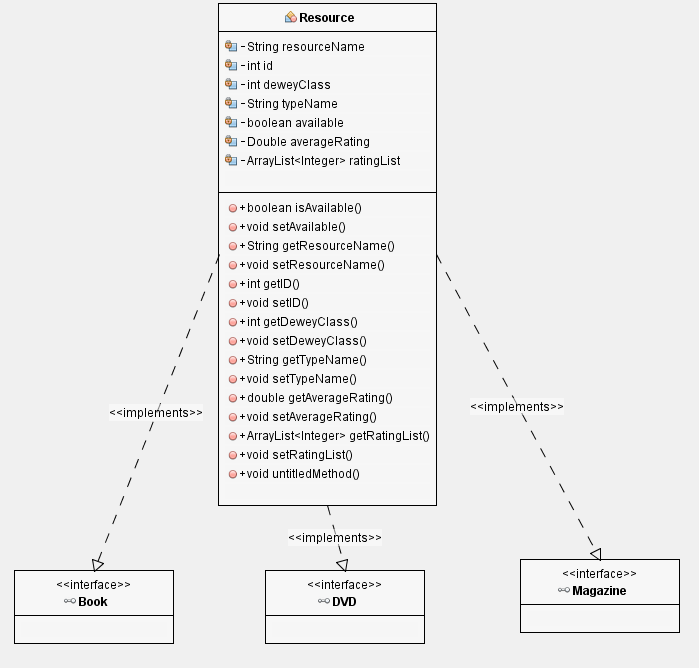 Resource
-String resourceName
-int id
-int deweyClass
-String typeName
-boolean available
-Double averageRating
-ArrayList<Integer> ratingList
+boolean isAvailable()
+void setAvailable()
+String getResourceName()
+void setResourceName()
+int getID()
+void setID()
+int getDeweyClass()
+void setDeweyClass()
+String getTypeName()
+void setTypeName()
+double getAverageRating()
+void setAverageRating()
+ArrayList<Integer> getRatingList()
+void setRatingList()
+void untitledMethod()
<<implements>>
<<implements>>
<<implements>>
<<interface>>
Book
<<interface>>
DVD
<<interface>>
Magazine